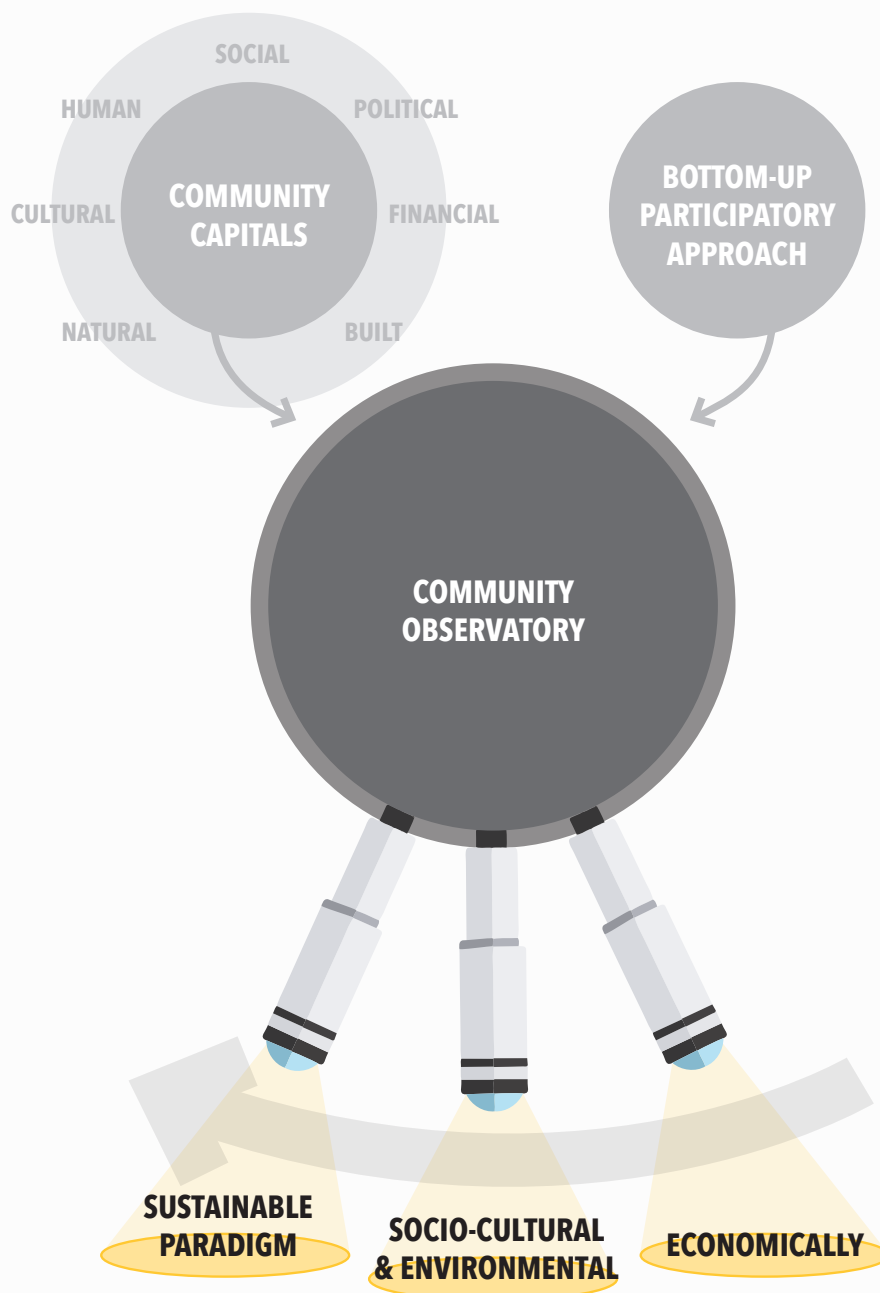 SOCIAL
HUMAN
POLITICAL
CULTURAL
FINANCIAL
NATURAL
BUILT
COMMUNITY
CAPITALS
BOTTOM-UP
PARTICIPATORY
APPROACH
COMMUNITY
OBSERVATORY
SUSTAINABLE
PARADIGM
SOCIO-CULTURAL
& ENVIRONMENTAL
ECONOMICALLY